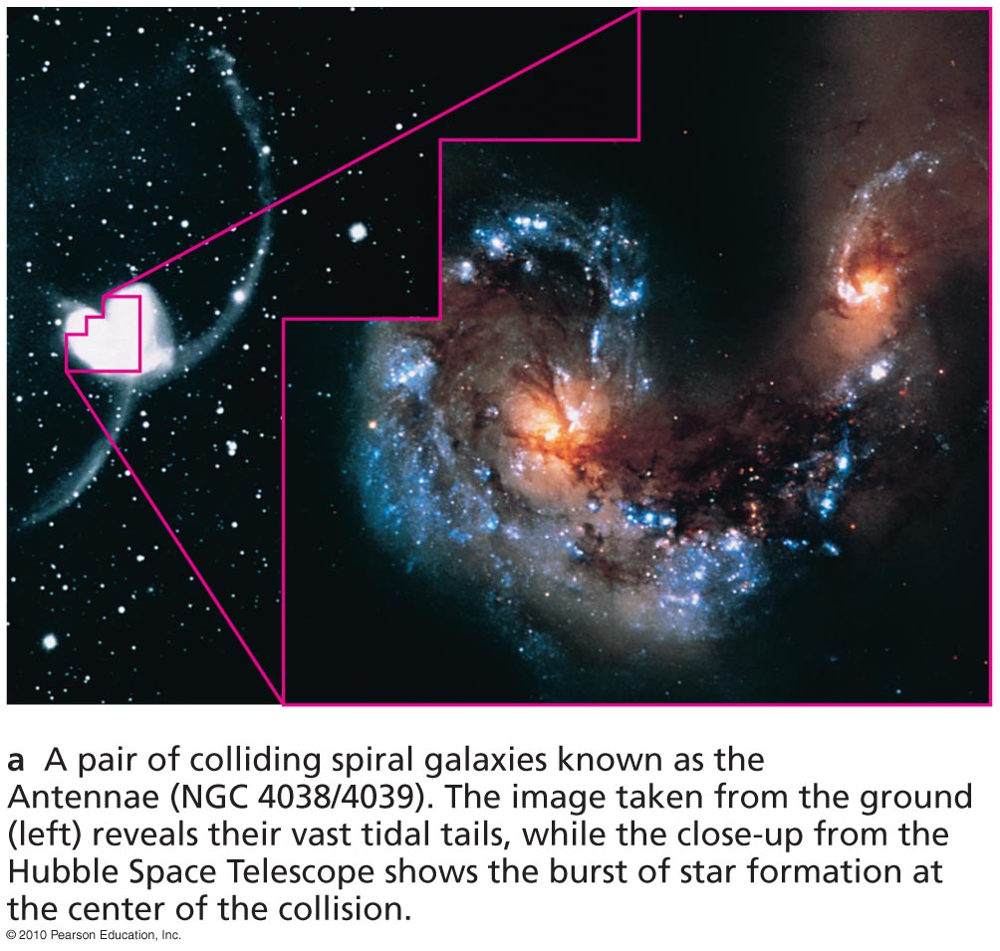 a A pair of colliding spiral galaxies known as the
Antennae (NGC 4038/4039). The image taken from the ground
(left) reveals their vast tidal tails, while the close-up from the
Hubble Space Telescope shows the burst of star formation at
the center of the collision.
© 2010 Pearson Education, Inc.